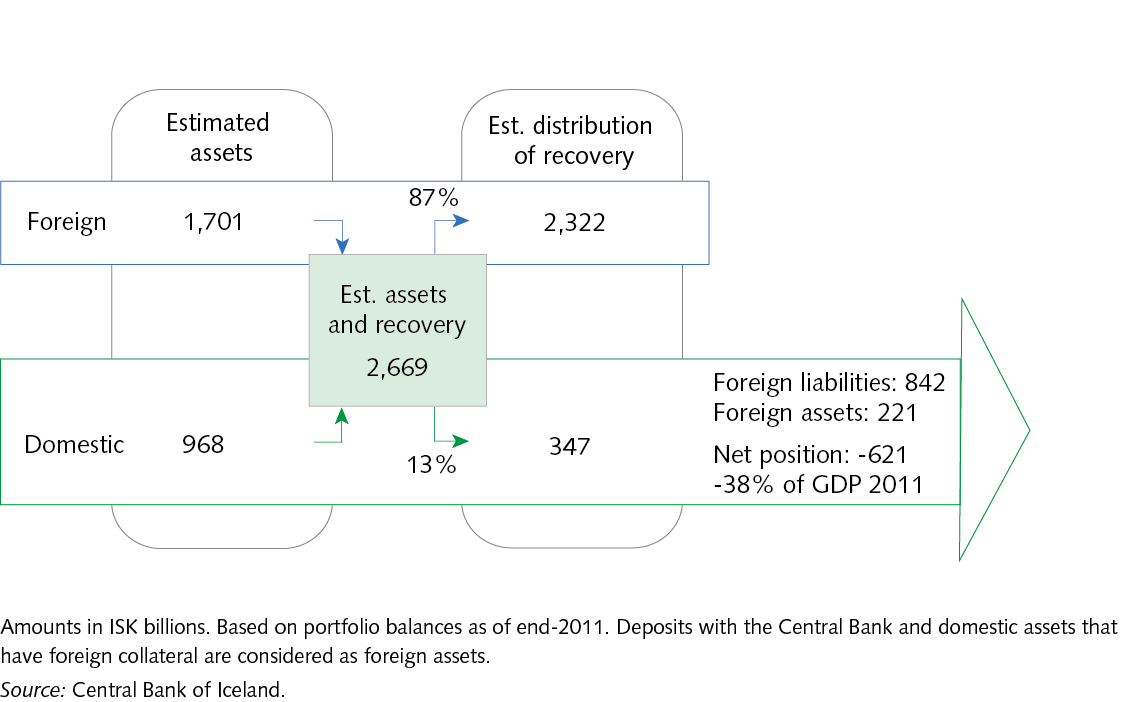 Estimated
assets
Est. distribution
of recovery
87%
Foreign
1,701
2,322
Est. assets
and recovery
2,669
Foreign liabilities: 842
Foreign assets: 221
Domestic
968
347
13%
Net position: -621
-38% of GDP 2011
Amounts in ISK billions. Based on portfolio balances as of end-2011. Deposits with the Central Bank and domestic assets that
have foreign collateral are considered as foreign assets.
Source: Central Bank of Iceland.